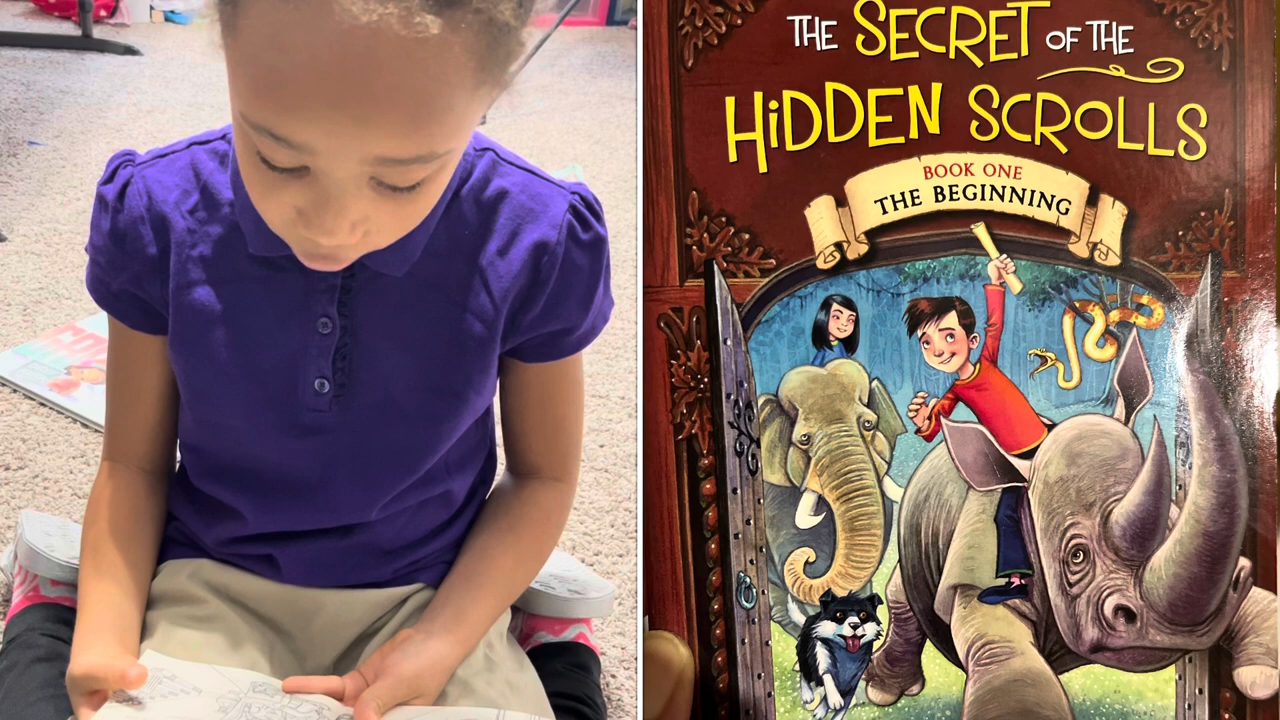 THE SECRET OF THE
HiDDEN SCROLLS
BOOK ONE
THE BEGINNING